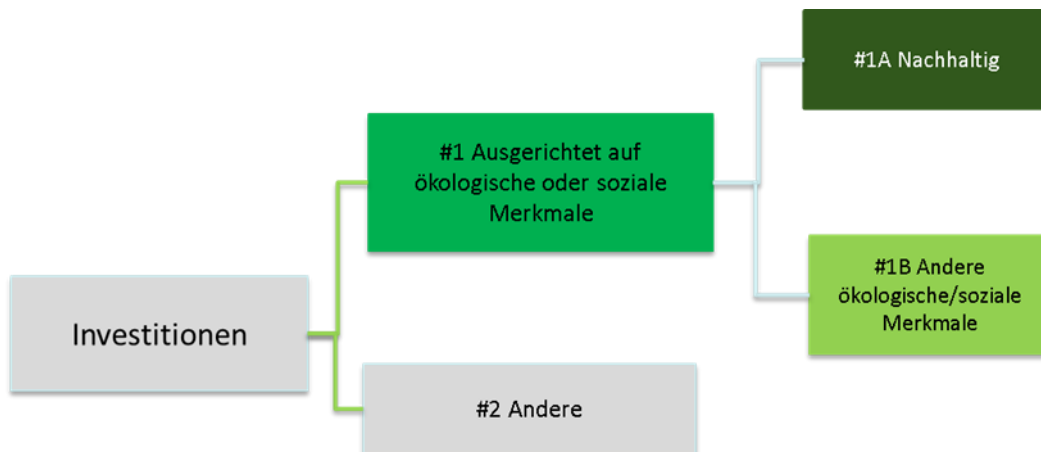 #1A Nachhaltig
#1 Ausgerichtet auf
ökologische oder soziale
Merkmale
#1B Andere
ökologische/soziale
Merkmale
Investitionen
#2 Andere